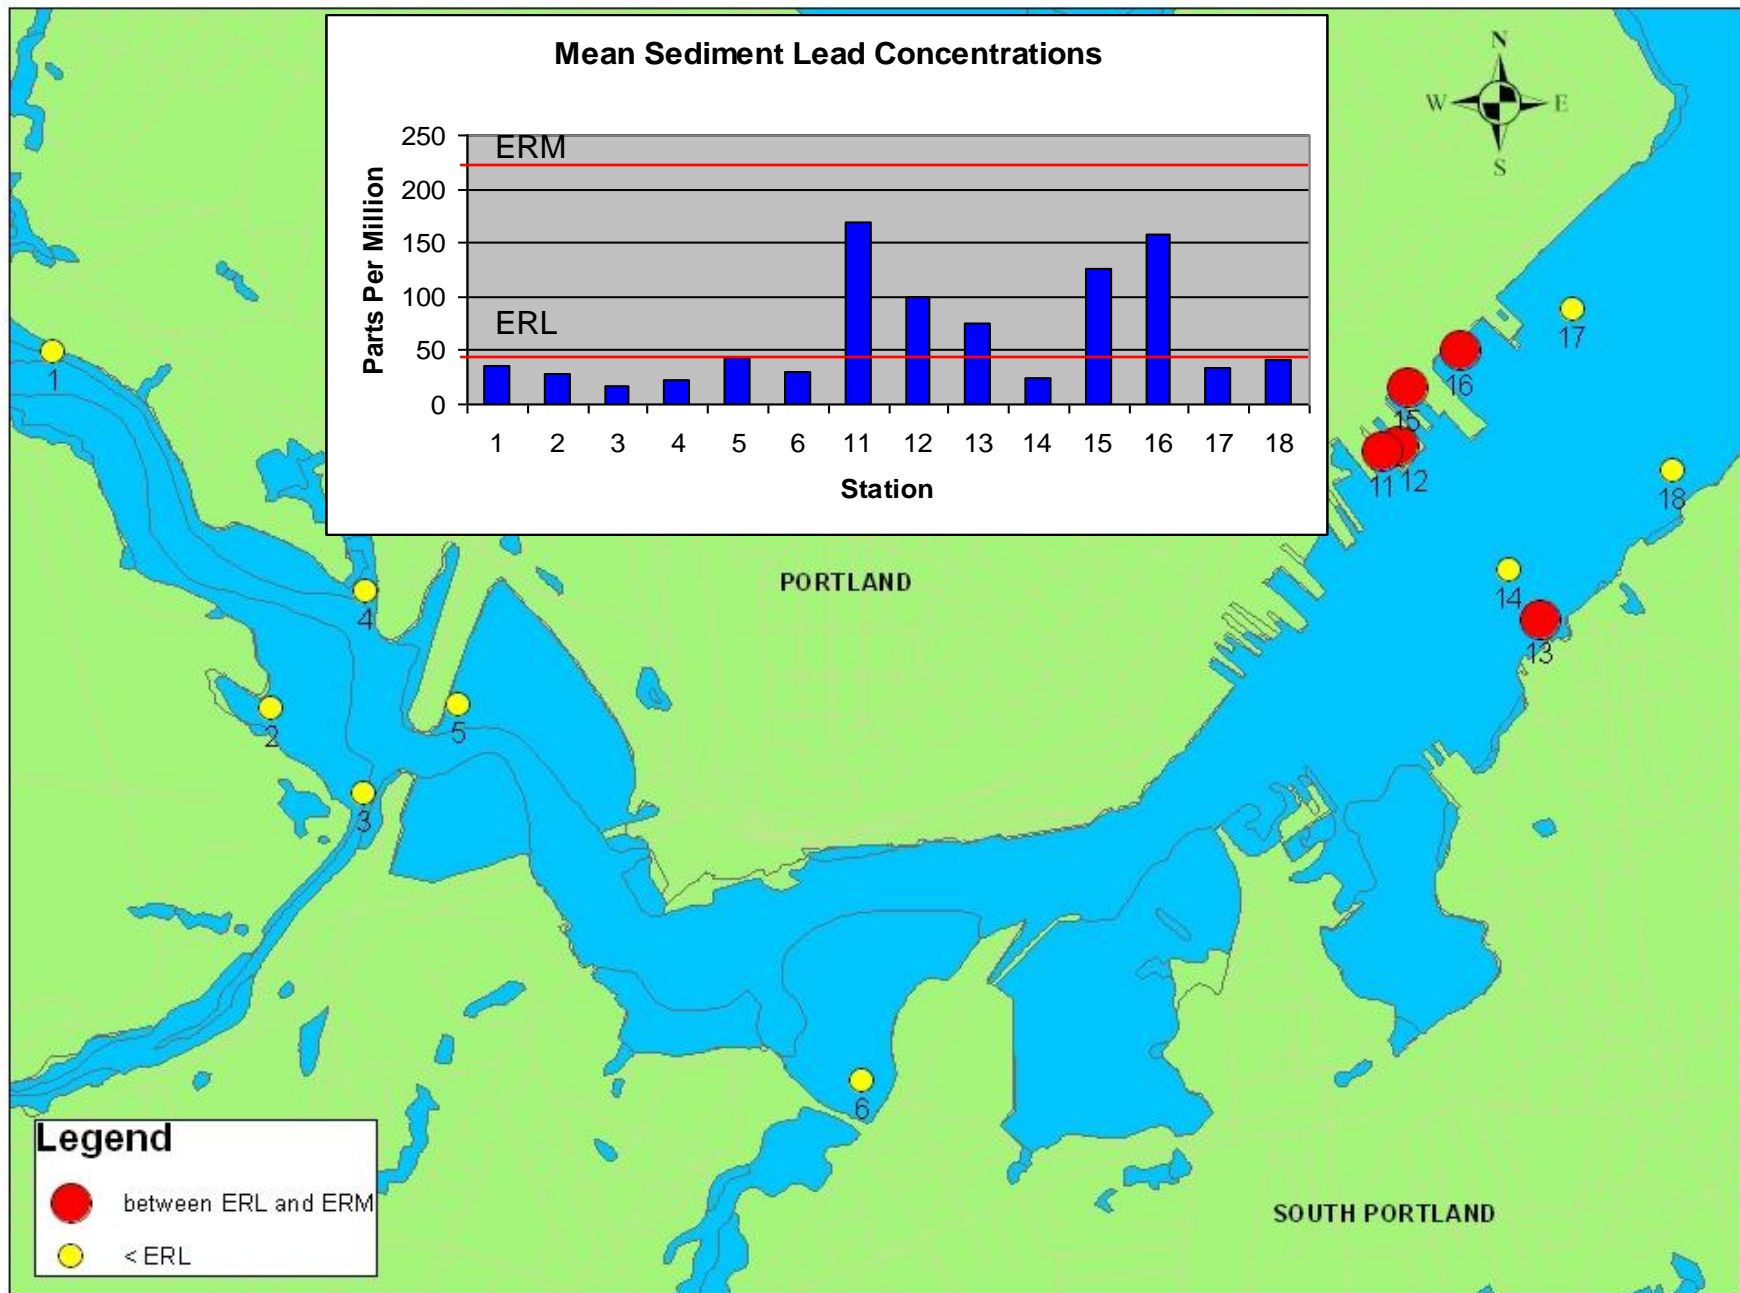 Mean Sediment Lead Concentrations
Parts Per Million
250
200
150
100
50
0
ERM
ERL
1 2 3 4 5 6 11 12 13 14 15 16 17 18
Station
N
W E
S
1
2
3
4
5
6
11
12
13
14
15
16
17
18
PORTLAND
SOUTH PORTLAND
Legend
between ERL and ERM
< ERL